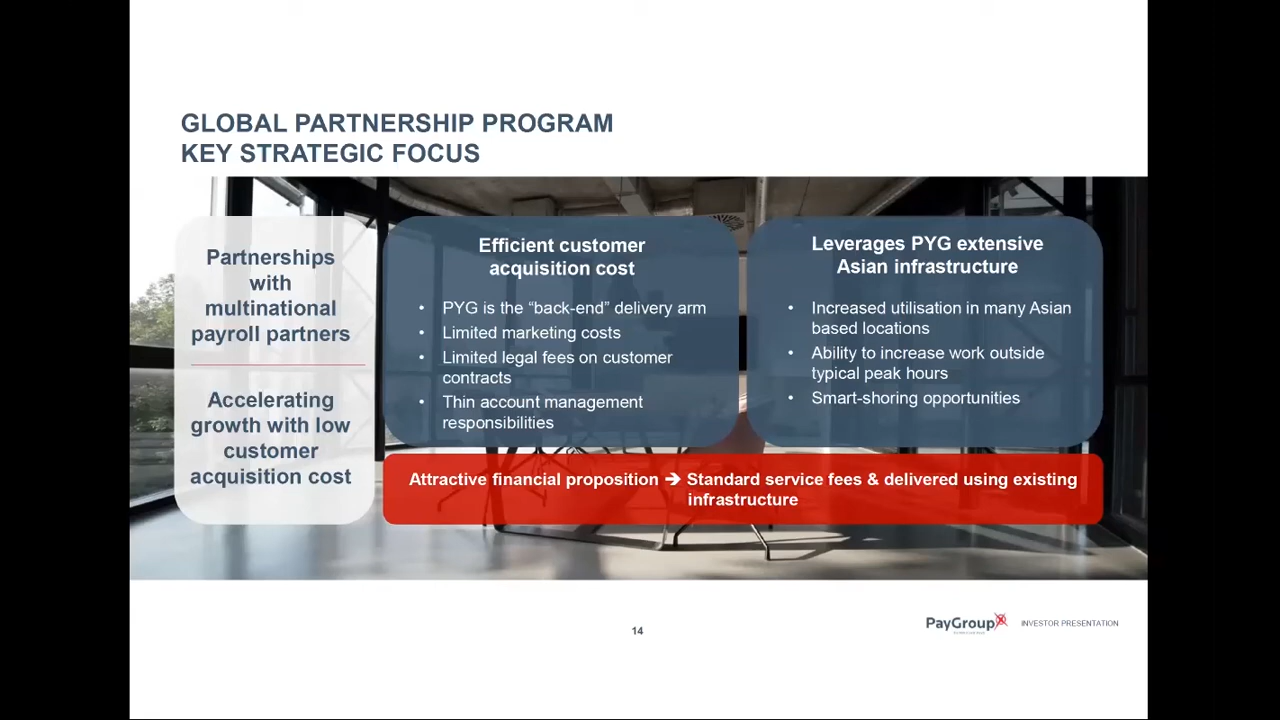 GLOBAL PARTNERSHIP PROGRAM
KEY STRATEGIC FOCUS
Partnerships
with
multinational
payroll partners
Accelerating
growth with low
customer
acquisition cost
Efficient customer
acquisition cost
• PYG is the “back-end” delivery arm
• Limited marketing costs
• Limited legal fees on customer
contracts
• Thin account management
responsibilities
Leverages PYG extensive
Asian infrastructure
• Increased utilisation in many Asian
based locations
• Ability to increase work outside
typical peak hours
• Smart-shoring opportunities
Attractive financial proposition ➔ Standard service fees & delivered using existing
infrastructure
14
PayGroup
INVESTOR PRESENTATION